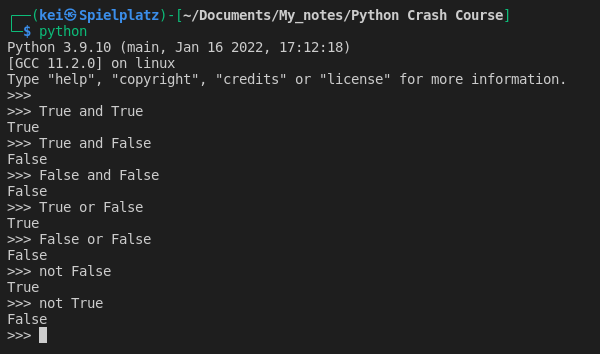 ┌──(kei㉿Spielplatz)-[~/Documents/My_notes/Python Crash Course]
└─$ python
Python 3.9.10 (main, Jan 16 2022, 17:12:18)
[GCC 11.2.0] on linux
Type "help", "copyright", "credits" or "license" for more information.
>>>
>>> True and True
True
>>> True and False
False
>>> False and False
False
>>> True or False
True
>>> False or False
False
>>> not False
True
>>> not True
False
>>>